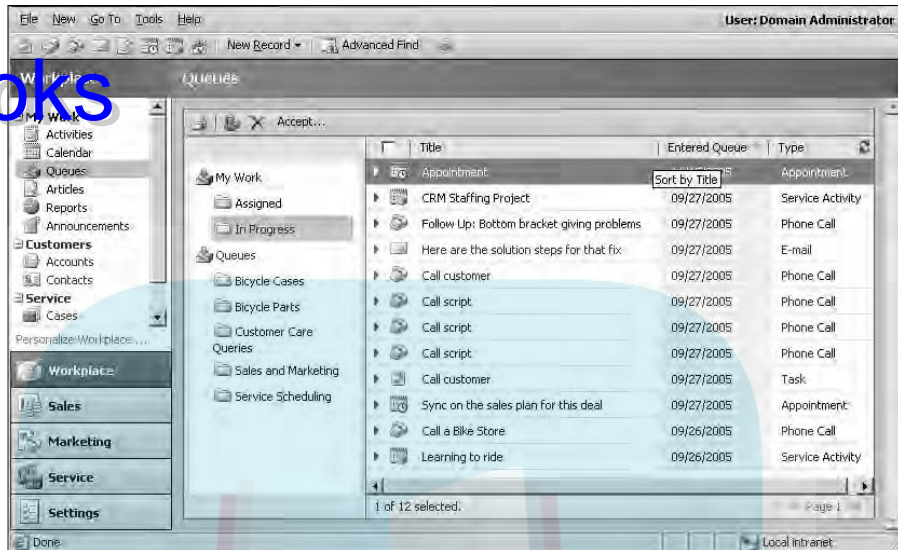 File New Go To Tools Help User: Domain Administrator
New Record Advanced Find
Workplace Queues
oks
My Work
Activities
Calendar
Queues
Articles
Reports
Announcements
Customers
Accounts
Contacts
Service
Cases
Personalize Workplace...
Workplace
Sales
Marketing
Service
Settings
Accept...
My Work
Assigned
In Progress
Queues
Bicycle Cases
Bicycle Parts
Customer Care
Queries
Sales and Marketing
Service Scheduling
Title Entered Queue Type
Appointment Appointment
Sort by Title
CRM Staffing Project 09/27/2005 Service Activity
Follow Up: Bottom bracket giving problems 09/27/2005 Phone Call
Here are the solution steps for that fix 09/27/2005 E-mail
Call customer 09/27/2005 Phone Call
Call script 09/27/2005 Phone Call
Call script 09/27/2005 Phone Call
Call script 09/27/2005 Phone Call
Call customer 09/27/2005 Task
Sync on the sales plan for this deal 09/27/2005 Appointment
Call a Bike Store 09/26/2005 Phone Call
Learning to ride 09/26/2005 Service Activity
1 of 12 selected. Page 1
Done Local intranet